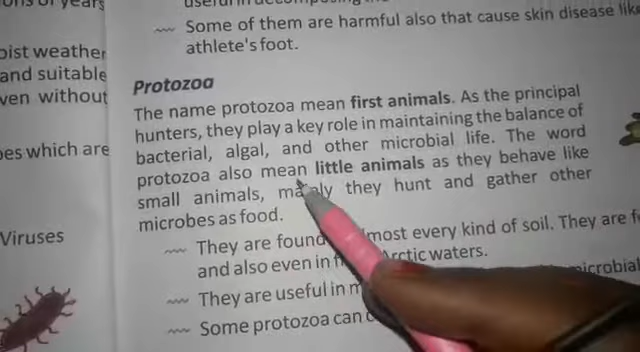 of years
Some of them are harmful also that cause skin disease like
athlete's foot.
oist weather
and suitable
ven without
es which are
Viruses
Protozoa
The name protozoa mean first animals. As the principal
hunters, they play a key role in maintaining the balance of
bacterial, algal, and other microbial life. The word
protozoa also mean little animals as they behave like
small animals, mainly they hunt and gather other
microbes as food.
They are found most every kind of soil. They are f
and also even in Arctic waters.
They are useful in m microbial
Some protozoa can